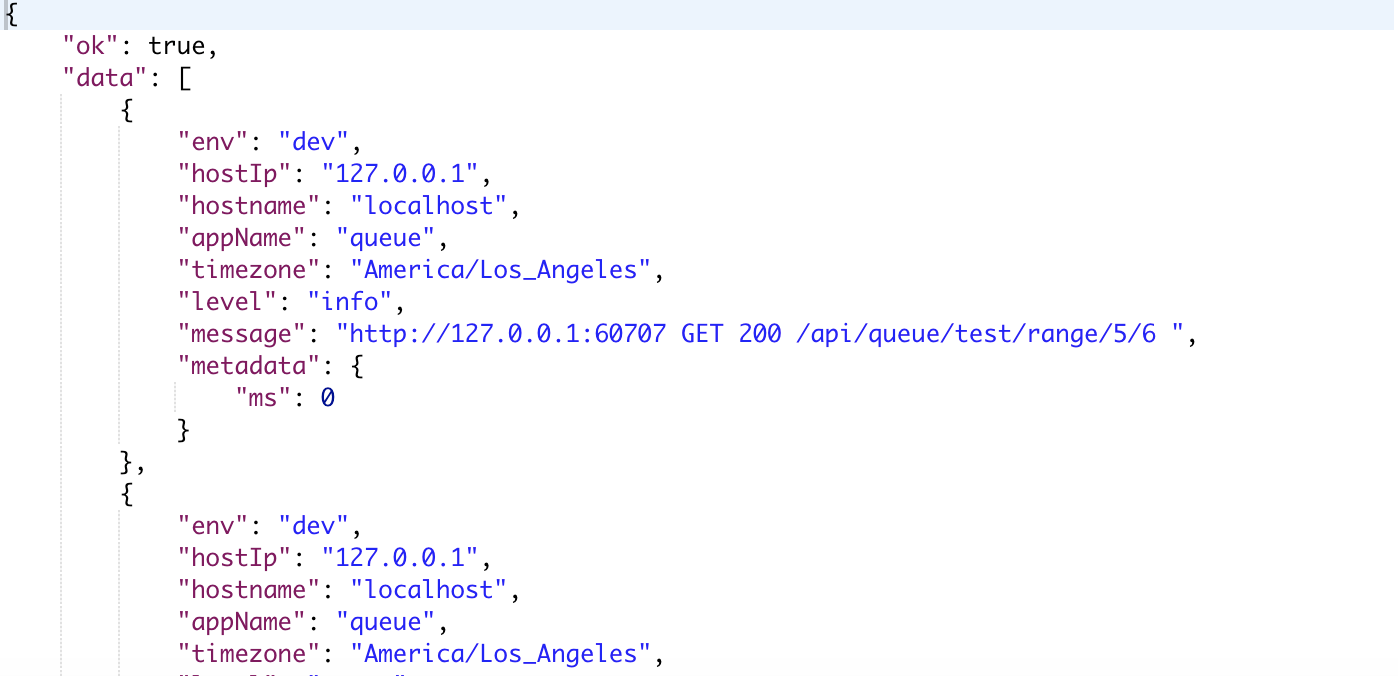 {
    "ok": true,
    "data": [
        {
            "env": "dev",
            "hostIp": "127.0.0.1",
            "hostname": "localhost",
            "appName": "queue",
            "timezone": "America/Los_Angeles",
            "level": "info",
            "message": "http://127.0.0.1:60707 GET 200 /api/queue/test/range/5/6 ",
            "metadata": {
                "ms": 0
            }
        },
        {
            "env": "dev",
            "hostIp": "127.0.0.1",
            "hostname": "localhost",
            "appName": "queue",
            "timezone": "America/Los_Angeles",